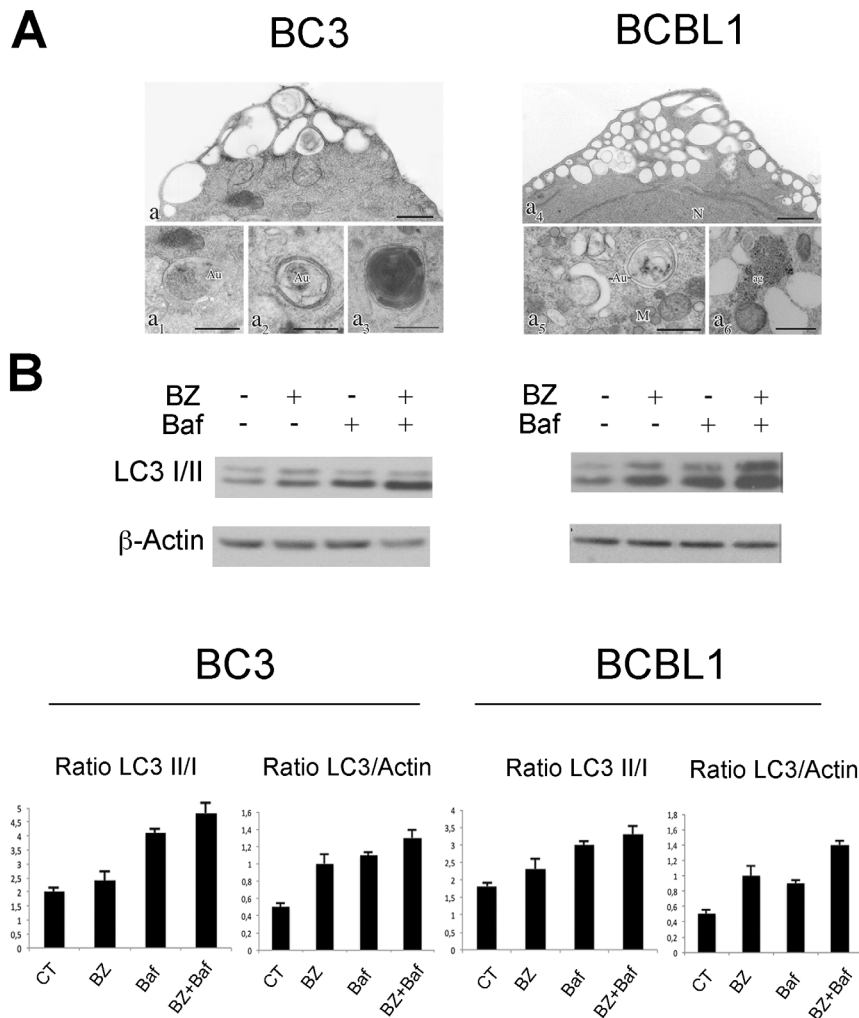 A
BC3
BCBL1
a
a1
Au
a2
Au
a3
a4
N
a5
Au
M
a6
ag
B
BZ - + - +
Baf - - + +
BZ - + - +
Baf - - + +
LC3 I/II
β-Actin
BC3
BCBL1
Ratio LC3 II/I
Ratio LC3/Actin
Ratio LC3 II/I
Ratio LC3/Actin
5
4,5
4
3,5
3
2,5
2
1,5
1
0,5
0
CT
BZ
Baf
BZ+Baf
1,6
1,4
1,2
1
0,8
0,6
0,4
0,2
0
CT
BZ
Baf
BZ+Baf
4
3,5
3
2,5
2
1,5
1
0,5
0
CT
BZ
Baf
BZ+Baf
1,8
1,6
1,4
1,2
1
0,8
0,6
0,4
0,2
0
CT
BZ
Baf
BZ+Baf